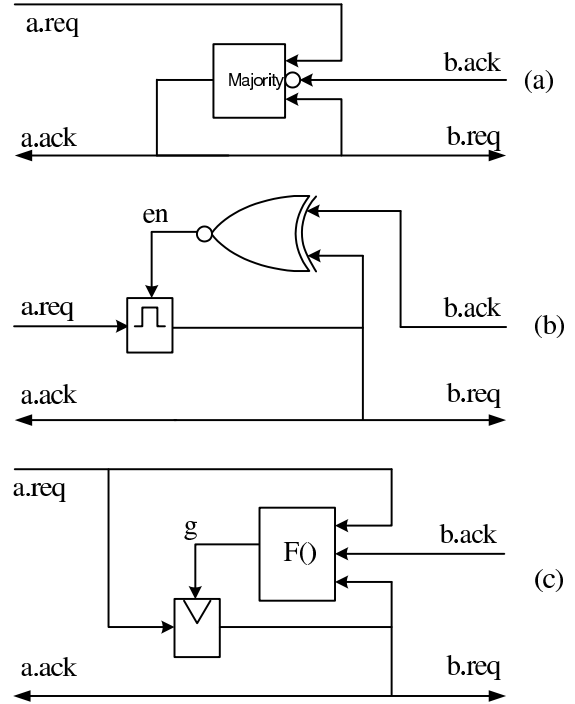 a.req
Majority
b.ack
(a)
a.ack
b.req
en
a.req
b.ack
(b)
a.ack
b.req
a.req
g
F()
b.ack
(c)
a.ack
b.req